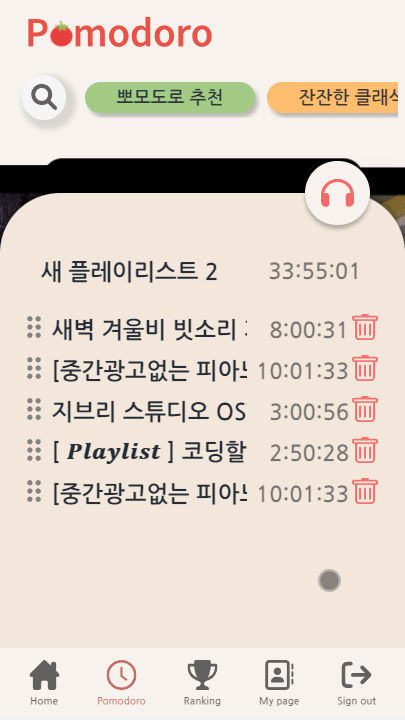 Pomodoro
뽀모도로 추천
잔잔한 클래식
새 플레이리스트 2 33:55:01
새벽 겨울비 빗소리 8:00:31
[중간광고없는 피아노 10:01:33
지브리 스튜디오 OS 3:00:56
[ Playlist ] 코딩할 2:50:28
[중간광고없는 피아노 10:01:33
Home Pomodoro Ranking My page Sign out